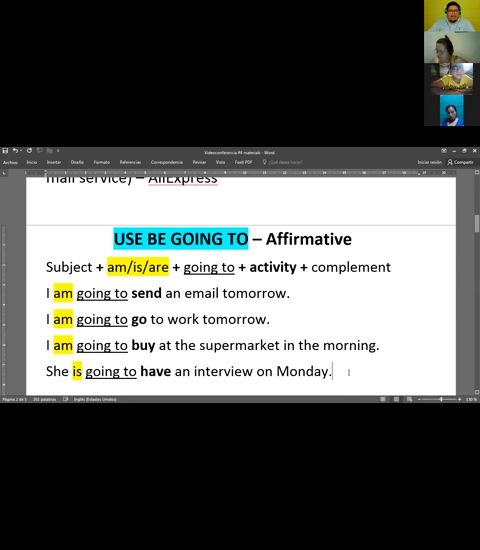 Videoconferencia P4 materials - Word
Archivo Inicio Insertar Diseño Formato Referencias Correspondencia Revisar Vista Foxit PDF ¿Qué desea hacer? Iniciar sesión Compartir
mail service) – AliExpress
USE BE GOING TO – Affirmative
Subject + am/is/are + going to + activity + complement
I am going to send an email tomorrow.
I am going to go to work tomorrow.
I am going to buy at the supermarket in the morning.
She is going to have an interview on Monday.
Página 2 de 5 palabras Inglés (Estados Unidos) 130 %